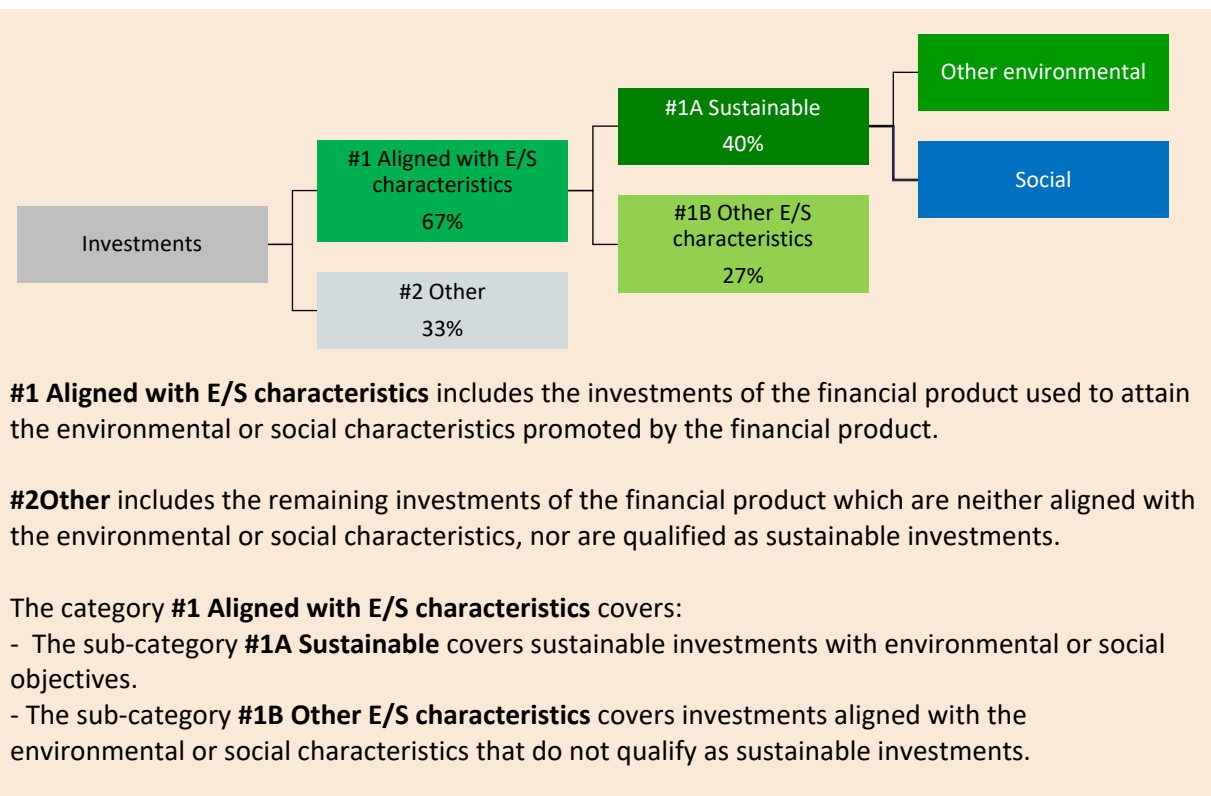 Other environmental
#1A Sustainable
40%
#1 Aligned with E/S
characteristics
67%
Social
#1B Other E/S
characteristics
27%
Investments
#2 Other
33%
#1 Aligned with E/S characteristics includes the investments of the financial product used to attain
the environmental or social characteristics promoted by the financial product.
#2Other includes the remaining investments of the financial product which are neither aligned with
the environmental or social characteristics, nor are qualified as sustainable investments.
The category #1 Aligned with E/S characteristics covers:
- The sub-category #1A Sustainable covers sustainable investments with environmental or social
objectives.
- The sub-category #1B Other E/S characteristics covers investments aligned with the
environmental or social characteristics that do not qualify as sustainable investments.